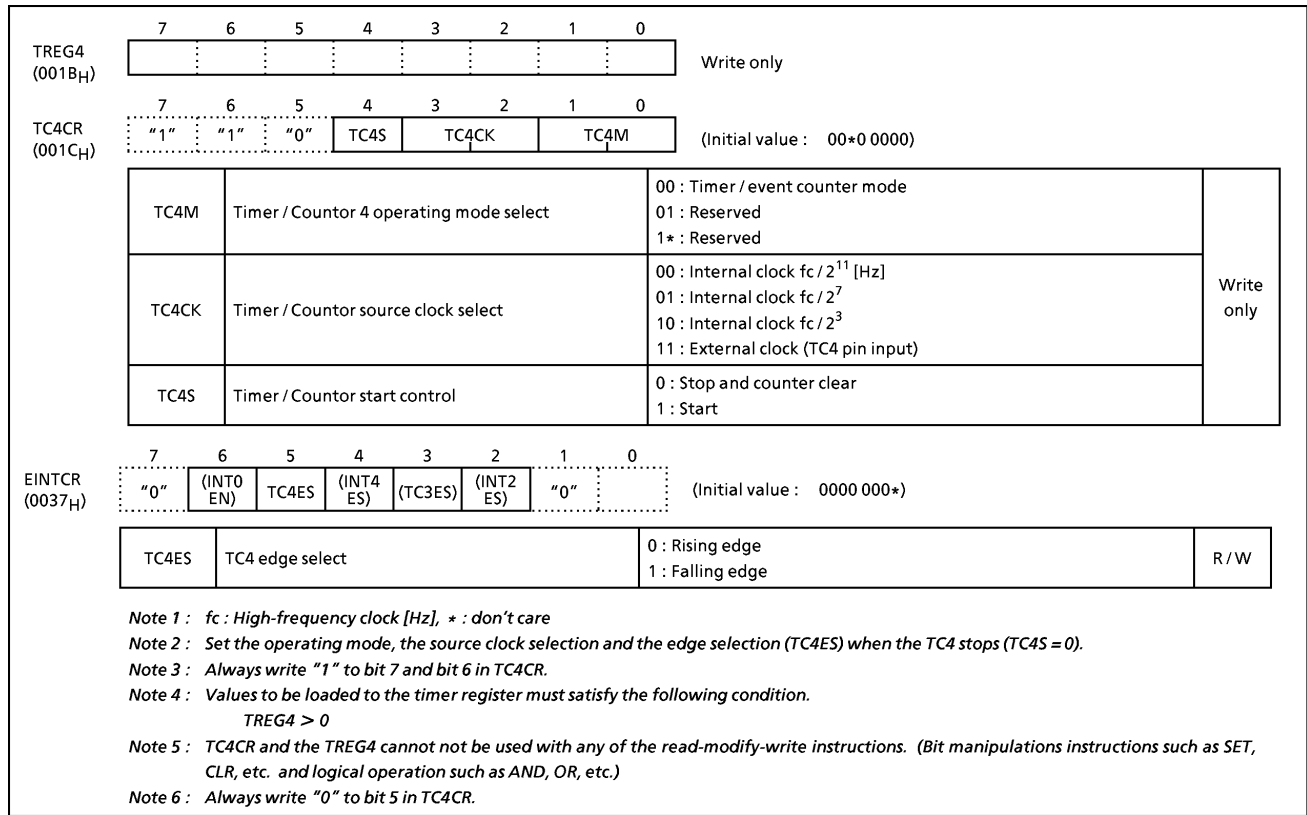 7 6 5 4 3 2 1 0
TREG4
(001BH)
Write only
7 6 5 4 3 2 1 0
TC4CR
(001CH)
"1" "1" "0" TC4S TC4CK TC4M
(Initial value : 00*0 0000)
TC4M
Timer / Countor 4 operating mode select
00 : Timer / event counter mode
01 : Reserved
1* : Reserved
TC4CK
Timer / Countor source clock select
00 : Internal clock fc / 2^11 [Hz]
01 : Internal clock fc / 2^7
10 : Internal clock fc / 2^3
11 : External clock (TC4 pin input)
TC4S
Timer / Countor start control
0 : Stop and counter clear
1 : Start
Write
only
7 6 5 4 3 2 1 0
EINTCR
(0037H)
"0" (INT0 EN) TC4ES (INT4 ES) (TC3ES) (INT2 ES) "0"
(Initial value : 0000 000*)
TC4ES
TC4 edge select
0 : Rising edge
1 : Falling edge
R / W
Note 1 : fc : High-frequency clock [Hz], * : don't care
Note 2 : Set the operating mode, the source clock selection and the edge selection (TC4ES) when the TC4 stops (TC4S = 0).
Note 3 : Always write "1" to bit 7 and bit 6 in TC4CR.
Note 4 : Values to be loaded to the timer register must satisfy the following condition.
TREG4 > 0
Note 5 : TC4CR and the TREG4 cannot not be used with any of the read-modify-write instructions. (Bit manipulations instructions such as SET,
CLR, etc. and logical operation such as AND, OR, etc.)
Note 6 : Always write "0" to bit 5 in TC4CR.